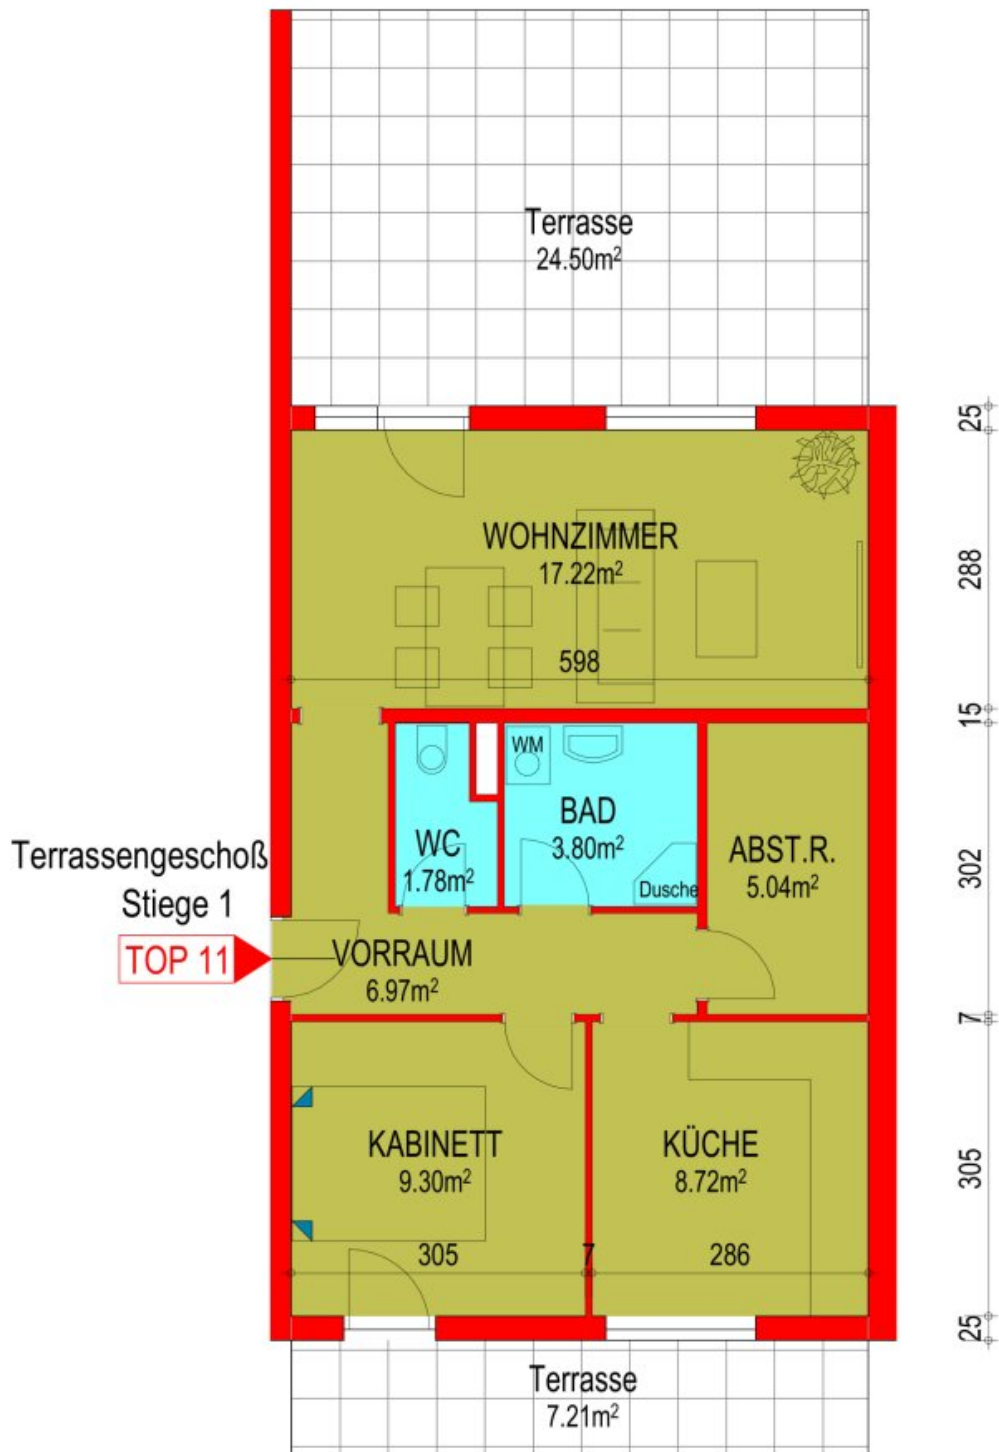 Terrasse
24.50m²
25
WOHNZIMMER
17.22m²
288
598
15
WM
BAD
3.80m²
WC
1.78m²
Dusche
ABST.R.
5.04m²
302
Terrassengeschoß
Stiege 1
TOP 11
VORRAUM
6.97m²
7
KABINETT
9.30m²
KÜCHE
8.72m²
305
305
7
286
25
Terrasse
7.21m²